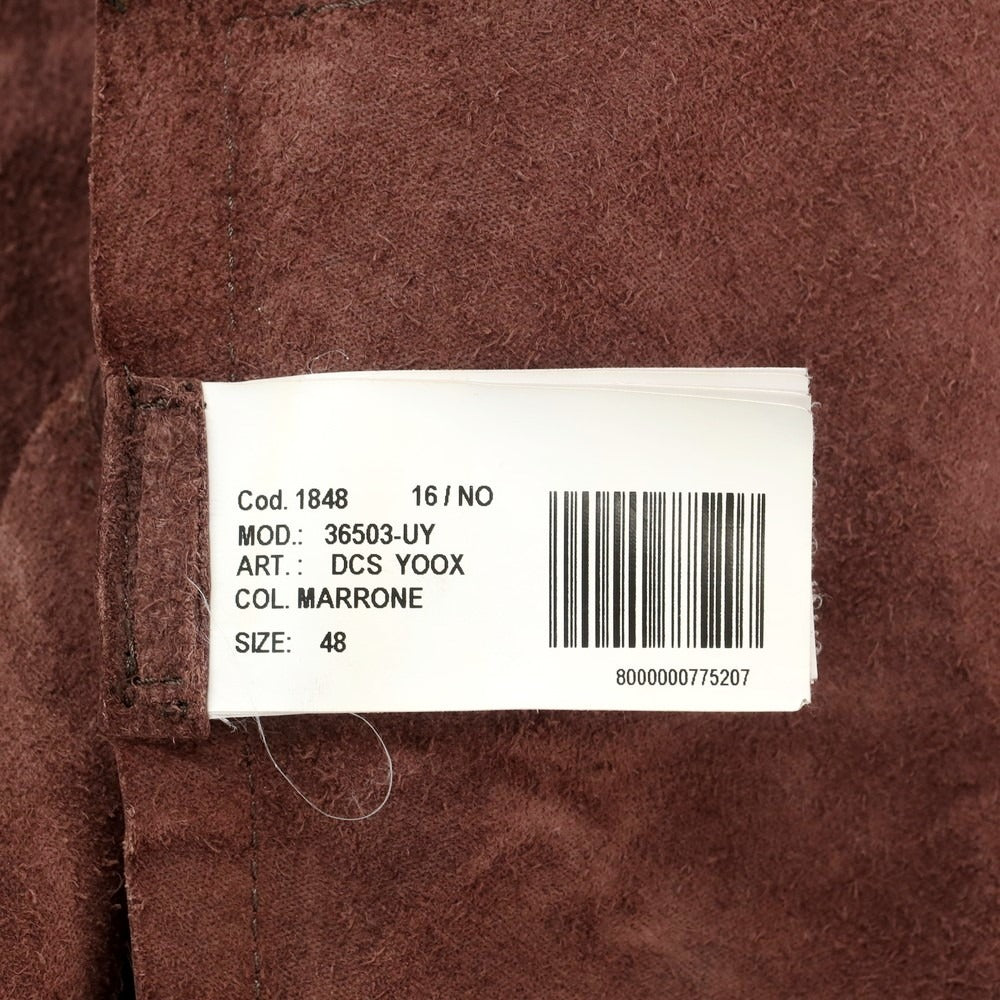 Cod. 1848 16 / NO
MOD.: 36503-UY
ART. : DCS YOOX
COL. MARRONE
SIZE: 48
8000000775207